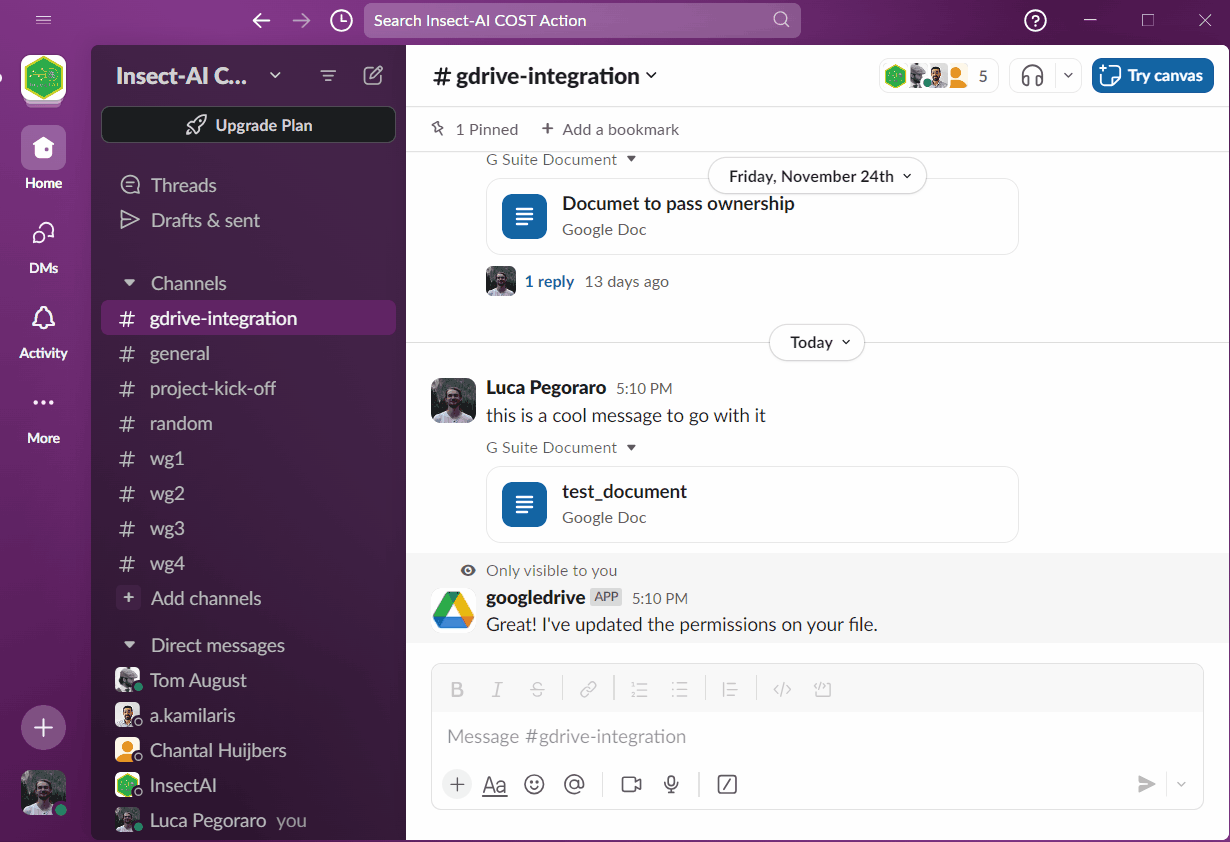 Search Insect-AI COST Action
Insect-AI C...
Upgrade Plan
Home
DMs
Activity
More
Threads
Drafts & sent
Channels
# gdrive-integration
# general
# project-kick-off
# random
# wg1
# wg2
# wg3
# wg4
+ Add channels
Direct messages
Tom August
a.kamilaris
Chantal Huijbers
InsectAI
Luca Pegoraro you
# gdrive-integration
5
Try canvas
1 Pinned + Add a bookmark
G Suite Document
Friday, November 24th
Documet to pass ownership
Google Doc
1 reply 13 days ago
Today
Luca Pegoraro 5:10 PM
this is a cool message to go with it
G Suite Document
test_document
Google Doc
Only visible to you
googledrive APP 5:10 PM
Great! I've updated the permissions on your file.
B I S
Message #gdrive-integration
+ Aa @